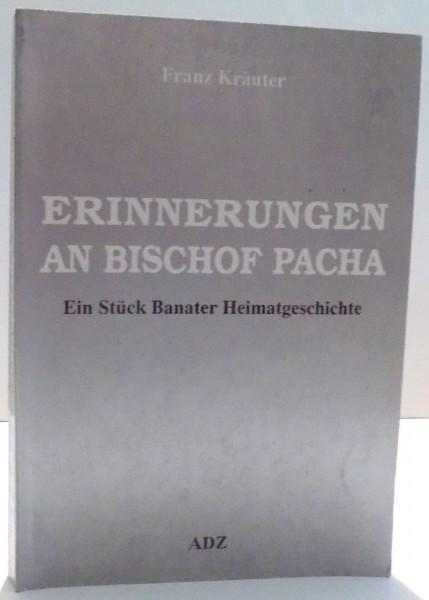 Franz Kräuter
ERINNERUNGEN
AN BISCHOF PACHA
Ein Stück Banater Heimatgeschichte
ADZ